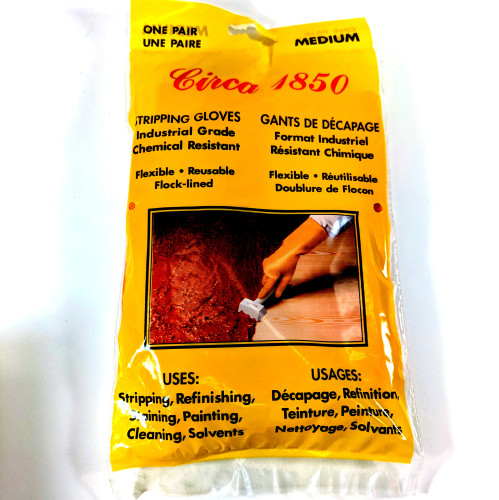 ONE PAIR
UNE PAIRE
MEDIUM
Circa 1850
STRIPPING GLOVES
Industrial Grade
Chemical Resistant
Flexible • Reusable
Flock-lined
GANTS DE DÉCAPAGE
Format Industriel
Résistant Chimique
Flexible • Réutilisable
Doublure de Flocon
USES:
Stripping, Refinishing,
Staining, Painting,
Cleaning, Solvents
USAGES:
Décapage, Refinition,
Teinture, Peinture,
Nettoyage, Solvants